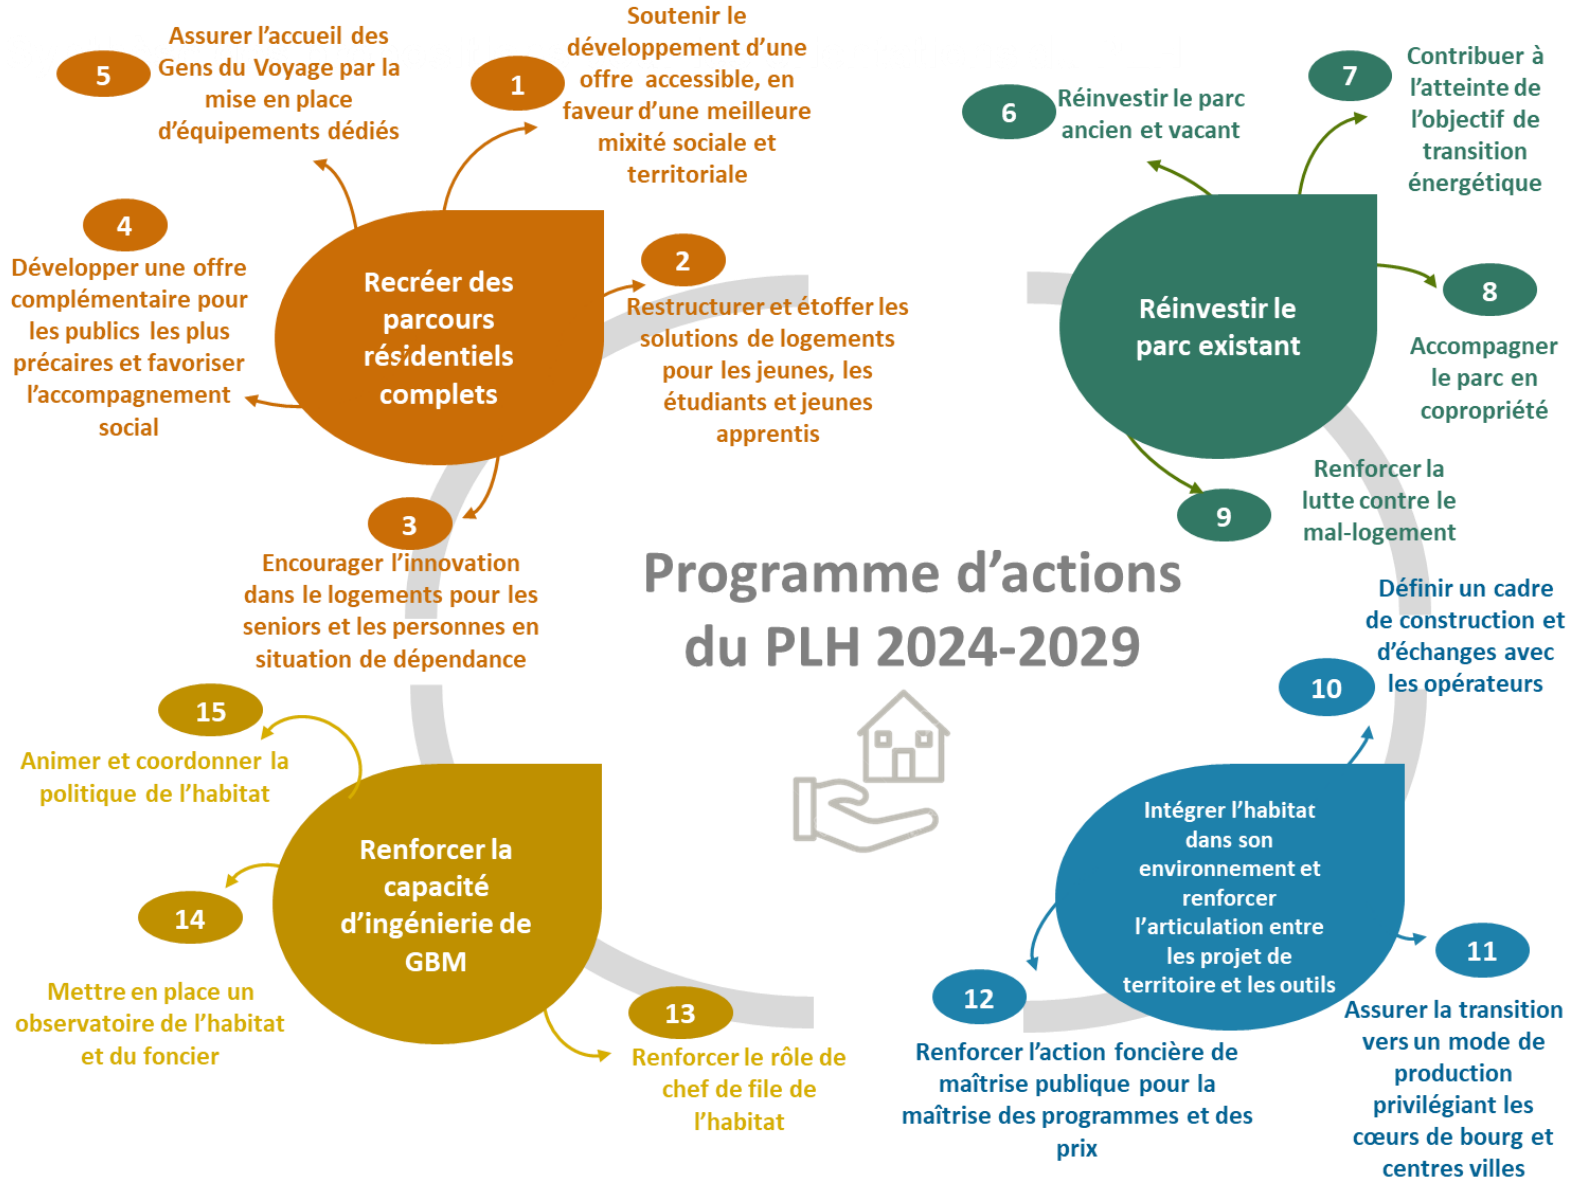 5
Assurer l'accueil des
Gens du Voyage par la
mise en place
d'équipements dédiés
1
Soutenir le
développement d'une
offre accessible, en
faveur d'une meilleure
mixité sociale et
territoriale
4
Développer une offre
complémentaire pour
les publics les plus
précaires et favoriser
l'accompagnement
social
Recréer des
parcours
résidentiels
complets
2
Restructurer et étoffer les
solutions de logements
pour les jeunes, les
étudiants et jeunes
apprentis
3
Encourager l'innovation
dans le logements pour les
seniors et les personnes en
situation de dépendance
6
Réinvestir le parc
ancien et vacant
7
Contribuer à
l'atteinte de
l'objectif de
transition
énergétique
Réinvestir le
parc existant
8
Accompagner
le parc en
copropriété
9
Renforcer la
lutte contre le
mal-logement
Programme d'actions
du PLH 2024-2029
10
Définir un cadre
de construction et
d'échanges avec
les opérateurs
Intégrer l'habitat
dans son
environnement et
renforcer
l'articulation entre
les projet de
territoire et les outils
11
Assurer la transition
vers un mode de
production
privilégiant les
cœurs de bourg et
centres villes
12
Renforcer l'action foncière de
maîtrise publique pour la
maîtrise des programmes et des
prix
15
Animer et coordonner la
politique de l'habitat
14
Mettre en place un
observatoire de l'habitat
et du foncier
Renforcer la
capacité
d'ingénierie de
GBM
13
Renforcer le rôle de
chef de file de
l'habitat